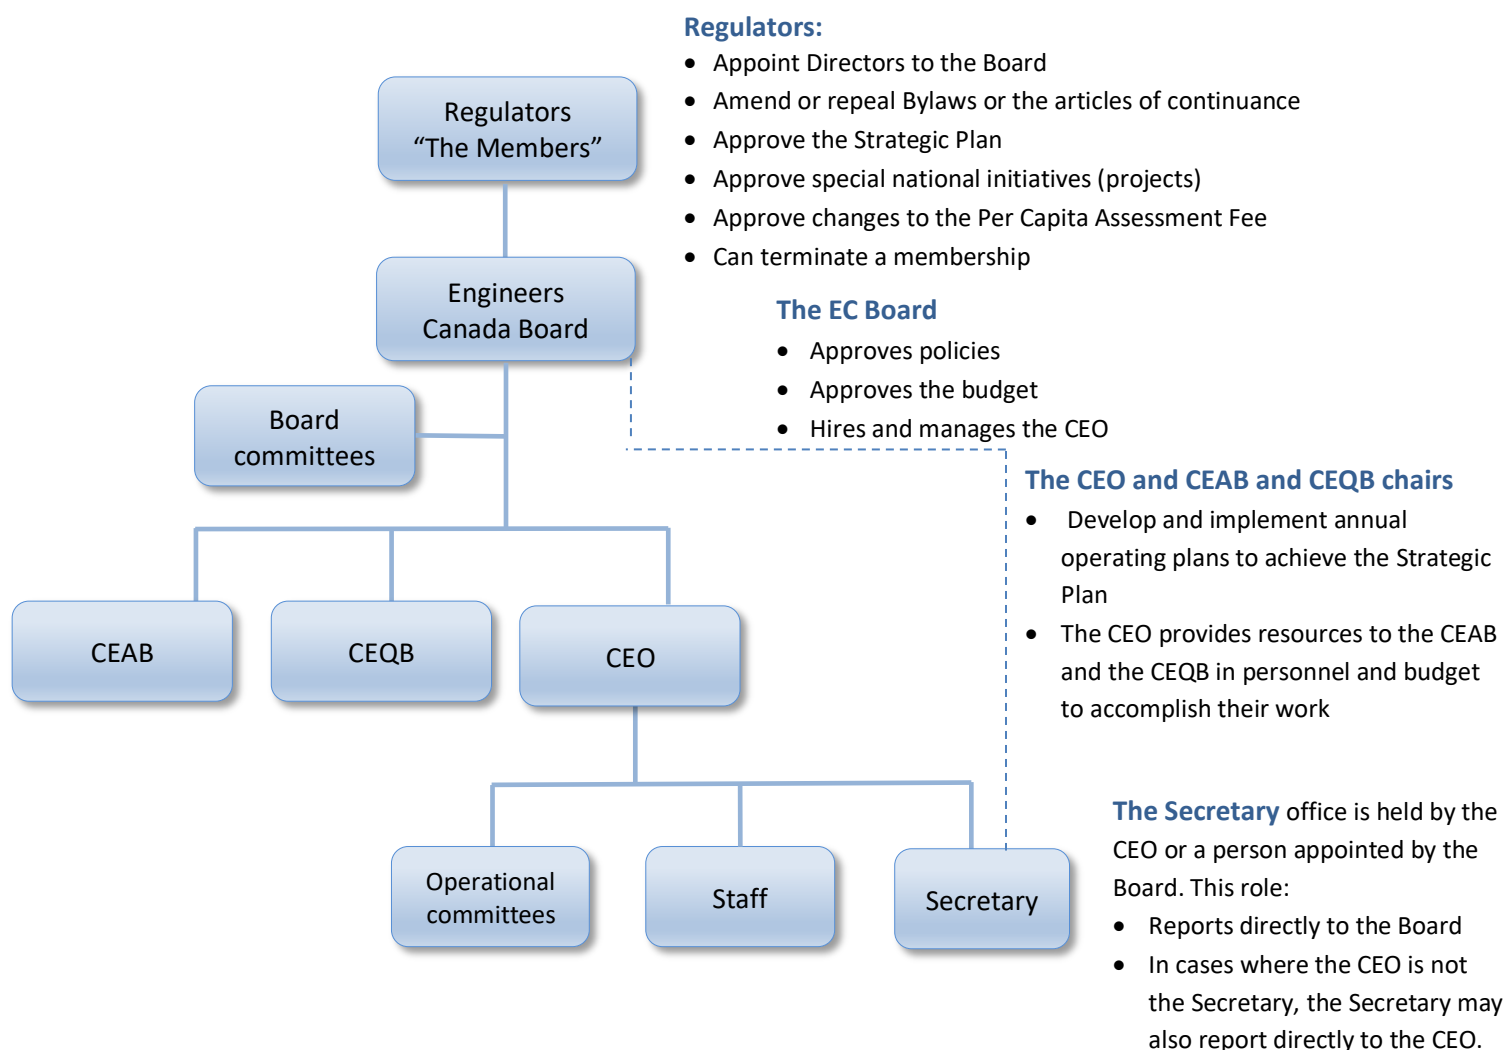 Regulators:
• Appoint Directors to the Board
• Amend or repeal Bylaws or the articles of continuance
• Approve the Strategic Plan
• Approve special national initiatives (projects)
• Approve changes to the Per Capita Assessment Fee
• Can terminate a membership
Regulators
“The Members”
Engineers
Canada Board
The EC Board
• Approves policies
• Approves the budget
• Hires and manages the CEO
Board
committees
The CEO and CEAB and CEQB chairs
• Develop and implement annual
operating plans to achieve the Strategic
Plan
• The CEO provides resources to the CEAB
and the CEQB in personnel and budget
to accomplish their work
CEAB
CEQB
CEO
The Secretary office is held by the
CEO or a person appointed by the
Board. This role:
• Reports directly to the Board
• In cases where the CEO is not
the Secretary, the Secretary may
also report directly to the CEO.
Operational
committees
Staff
Secretary